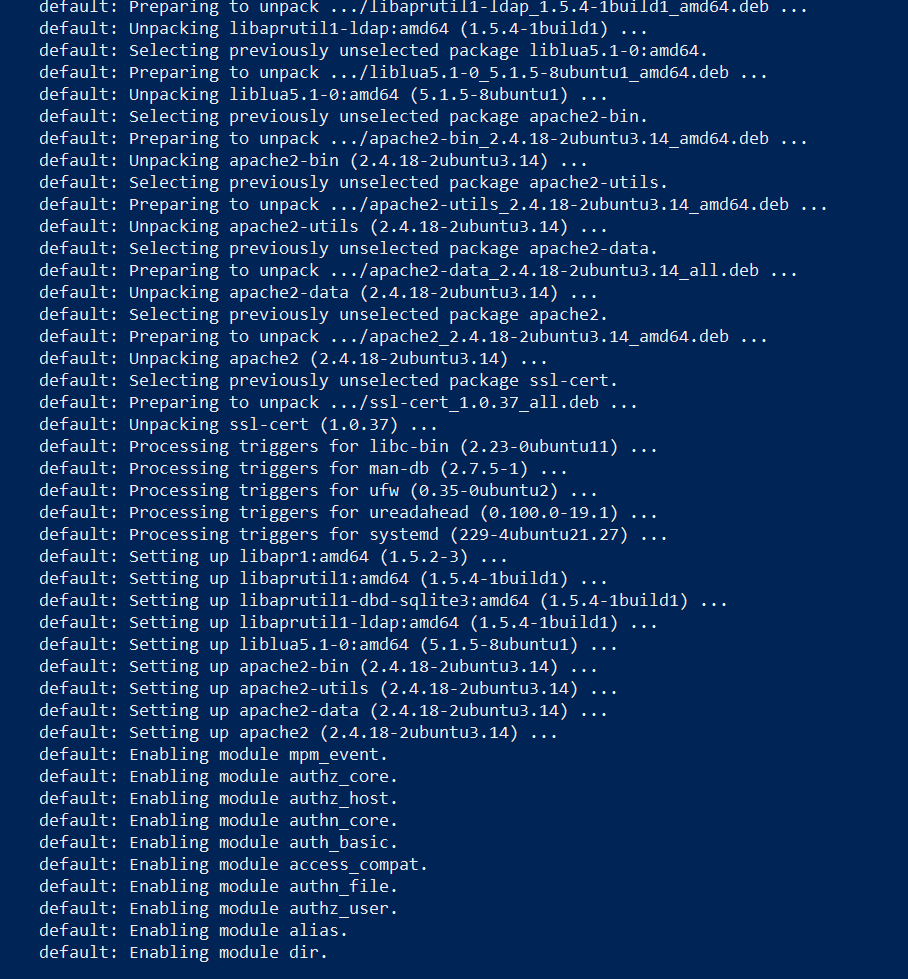 default: Preparing to unpack .../libaprutil1-ldap_1.5.4-1build1_amd64.deb ...
default: Unpacking libaprutil1-ldap:amd64 (1.5.4-1build1) ...
default: Selecting previously unselected package liblua5.1-0:amd64.
default: Preparing to unpack .../liblua5.1-0_5.1.5-8ubuntu1_amd64.deb ...
default: Unpacking liblua5.1-0:amd64 (5.1.5-8ubuntu1) ...
default: Selecting previously unselected package apache2-bin.
default: Preparing to unpack .../apache2-bin_2.4.18-2ubuntu3.14_amd64.deb ...
default: Unpacking apache2-bin (2.4.18-2ubuntu3.14) ...
default: Selecting previously unselected package apache2-utils.
default: Preparing to unpack .../apache2-utils_2.4.18-2ubuntu3.14_amd64.deb ...
default: Unpacking apache2-utils (2.4.18-2ubuntu3.14) ...
default: Selecting previously unselected package apache2-data.
default: Preparing to unpack .../apache2-data_2.4.18-2ubuntu3.14_all.deb ...
default: Unpacking apache2-data (2.4.18-2ubuntu3.14) ...
default: Selecting previously unselected package apache2.
default: Preparing to unpack .../apache2_2.4.18-2ubuntu3.14_amd64.deb ...
default: Unpacking apache2 (2.4.18-2ubuntu3.14) ...
default: Selecting previously unselected package ssl-cert.
default: Preparing to unpack .../ssl-cert_1.0.37_all.deb ...
default: Unpacking ssl-cert (1.0.37) ...
default: Processing triggers for libc-bin (2.23-0ubuntu11) ...
default: Processing triggers for man-db (2.7.5-1) ...
default: Processing triggers for ufw (0.35-0ubuntu2) ...
default: Processing triggers for ureadahead (0.100.0-19.1) ...
default: Processing triggers for systemd (229-4ubuntu21.27) ...
default: Setting up libapr1:amd64 (1.5.2-3) ...
default: Setting up libaprutil1:amd64 (1.5.4-1build1) ...
default: Setting up libaprutil1-dbd-sqlite3:amd64 (1.5.4-1build1) ...
default: Setting up libaprutil1-ldap:amd64 (1.5.4-1build1) ...
default: Setting up liblua5.1-0:amd64 (5.1.5-8ubuntu1) ...
default: Setting up apache2-bin (2.4.18-2ubuntu3.14) ...
default: Setting up apache2-utils (2.4.18-2ubuntu3.14) ...
default: Setting up apache2-data (2.4.18-2ubuntu3.14) ...
default: Setting up apache2 (2.4.18-2ubuntu3.14) ...
default: Enabling module mpm_event.
default: Enabling module authz_core.
default: Enabling module authz_host.
default: Enabling module authn_core.
default: Enabling module auth_basic.
default: Enabling module access_compat.
default: Enabling module authn_file.
default: Enabling module authz_user.
default: Enabling module alias.
default: Enabling module dir.